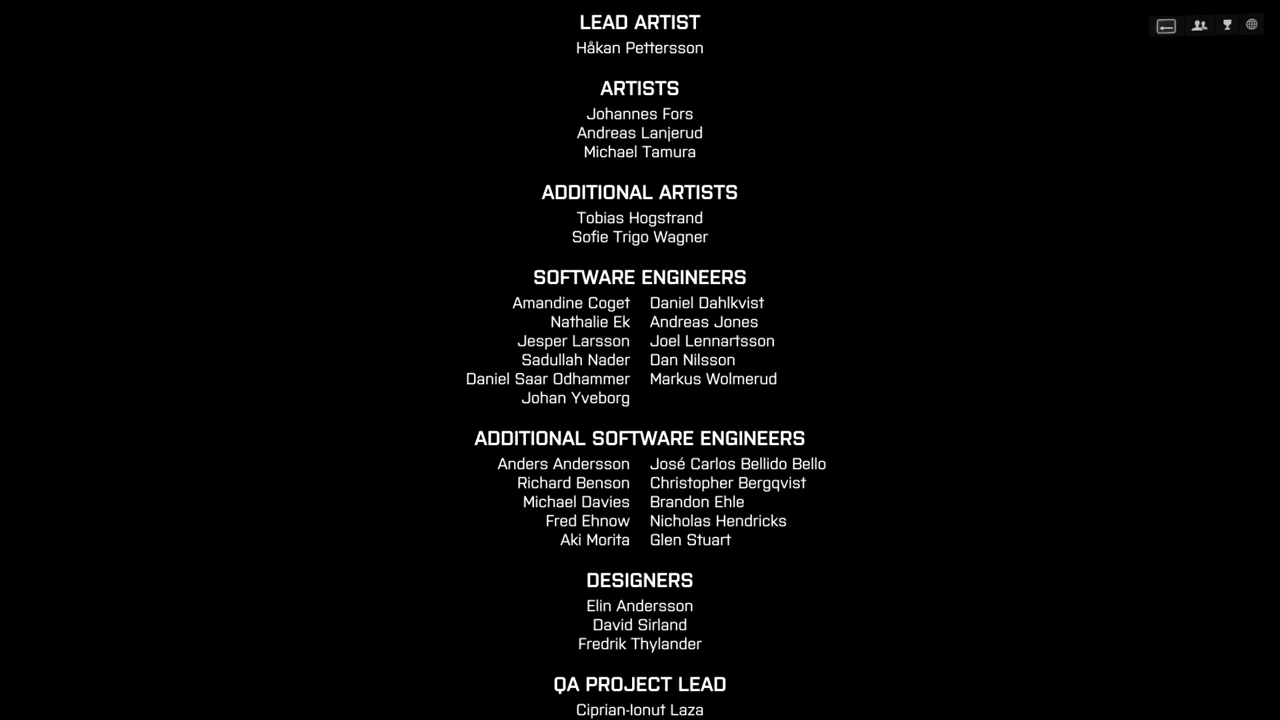 LEAD ARTIST
Håkan Pettersson
ARTISTS
Johannes Fors
Andreas Lanjerud
Michael Tamura
ADDITIONAL ARTISTS
Tobias Hogstrand
Sofie Trigo Wagner
SOFTWARE ENGINEERS
Amandine Coget Daniel Dahlkvist
Nathalie Ek Andreas Jones
Jesper Larsson Joel Lennartsson
Sadullah Nader Dan Nilsson
Daniel Saar Odhammer Markus Wolmerud
Johan Yveborg
ADDITIONAL SOFTWARE ENGINEERS
Anders Andersson José Carlos Bellido Bello
Richard Benson Christopher Bergqvist
Michael Davies Brandon Ehle
Fred Ehnow Nicholas Hendricks
Aki Morita Glen Stuart
DESIGNERS
Elin Andersson
David Sirland
Fredrik Thylander
QA PROJECT LEAD
Ciprian-Ionut Laza